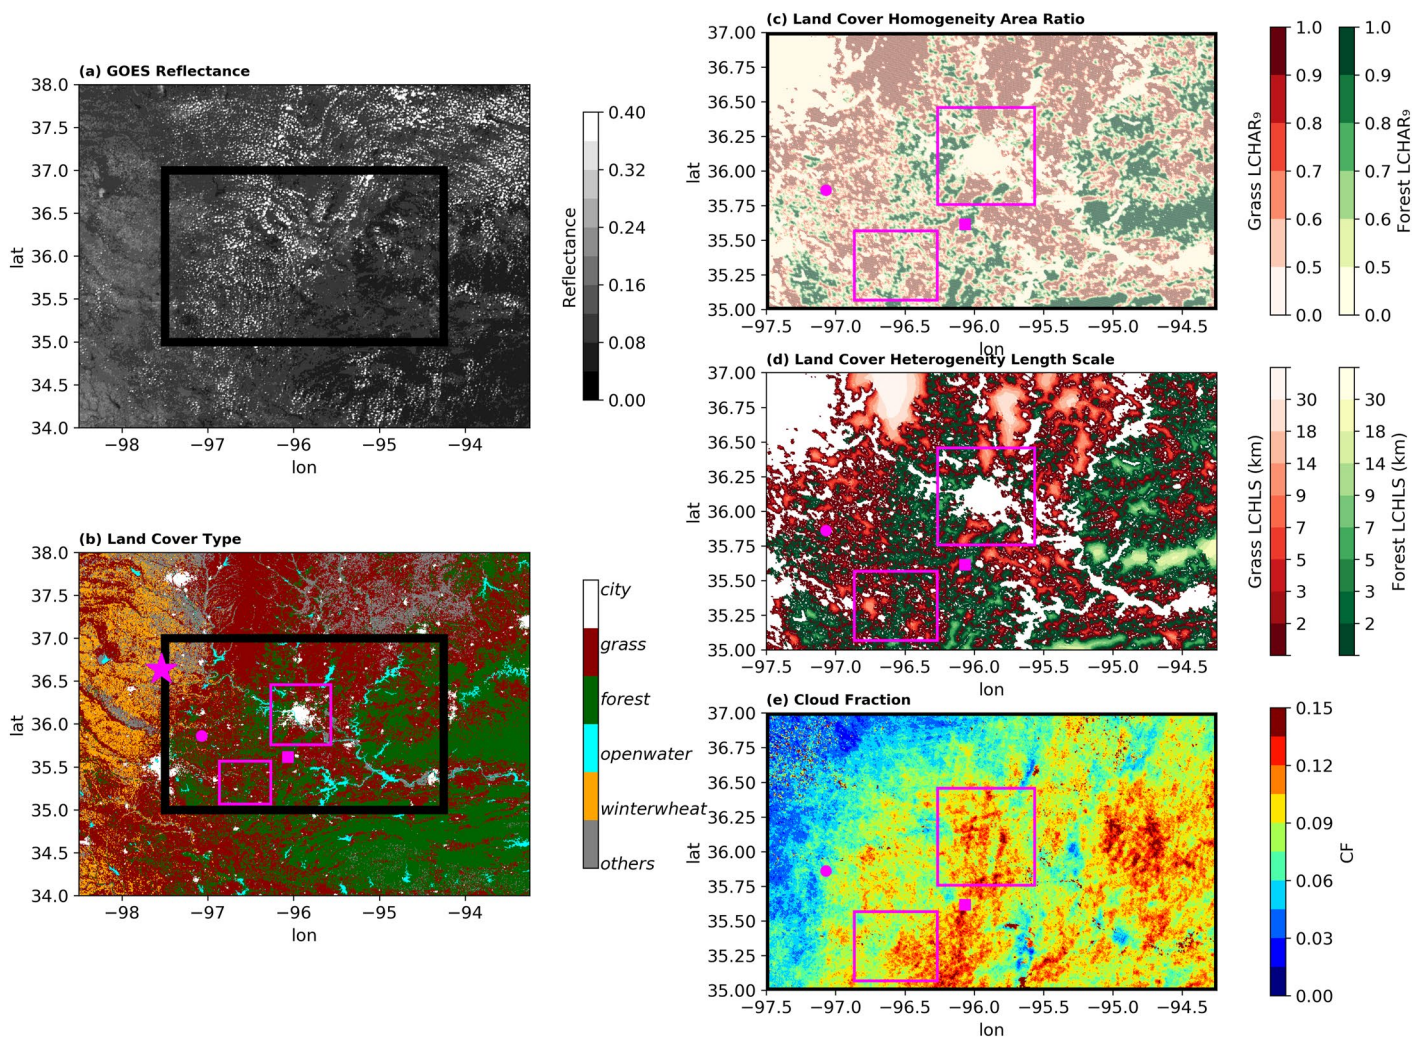 (a) GOES Reflectance
38.0
37.5
37.0
36.5
36.0
35.5
35.0
34.5
34.0
lat
−98 −97 −96 −95 −94
lon
0.40
0.32
0.24
0.16
0.08
0.00
Reflectance
(b) Land Cover Type
38.0
37.5
37.0
36.5
36.0
35.5
35.0
34.5
34.0
lat
−98 −97 −96 −95 −94
lon
city
grass
forest
openwater
winterwheat
others
(c) Land Cover Homogeneity Area Ratio
37.00
36.75
36.50
36.25
36.00
35.75
35.50
35.25
35.00
lat
−97.5 −97.0 −96.5 −96.0 −95.5 −95.0 −94.5
lon
1.0
0.9
0.8
0.7
0.6
0.5
0.0
Grass LCHAR₉
1.0
0.9
0.8
0.7
0.6
0.5
0.0
Forest LCHAR₉
(d) Land Cover Heterogeneity Length Scale
37.00
36.75
36.50
36.25
36.00
35.75
35.50
35.25
35.00
lat
−97.5 −97.0 −96.5 −96.0 −95.5 −95.0 −94.5
lon
30
18
14
9
7
5
3
2
Grass LCHLS (km)
30
18
14
9
7
5
3
2
Forest LCHLS (km)
(e) Cloud Fraction
37.00
36.75
36.50
36.25
36.00
35.75
35.50
35.25
35.00
lat
−97.5 −97.0 −96.5 −96.0 −95.5 −95.0 −94.5
lon
0.15
0.12
0.09
0.06
0.03
0.00
CF